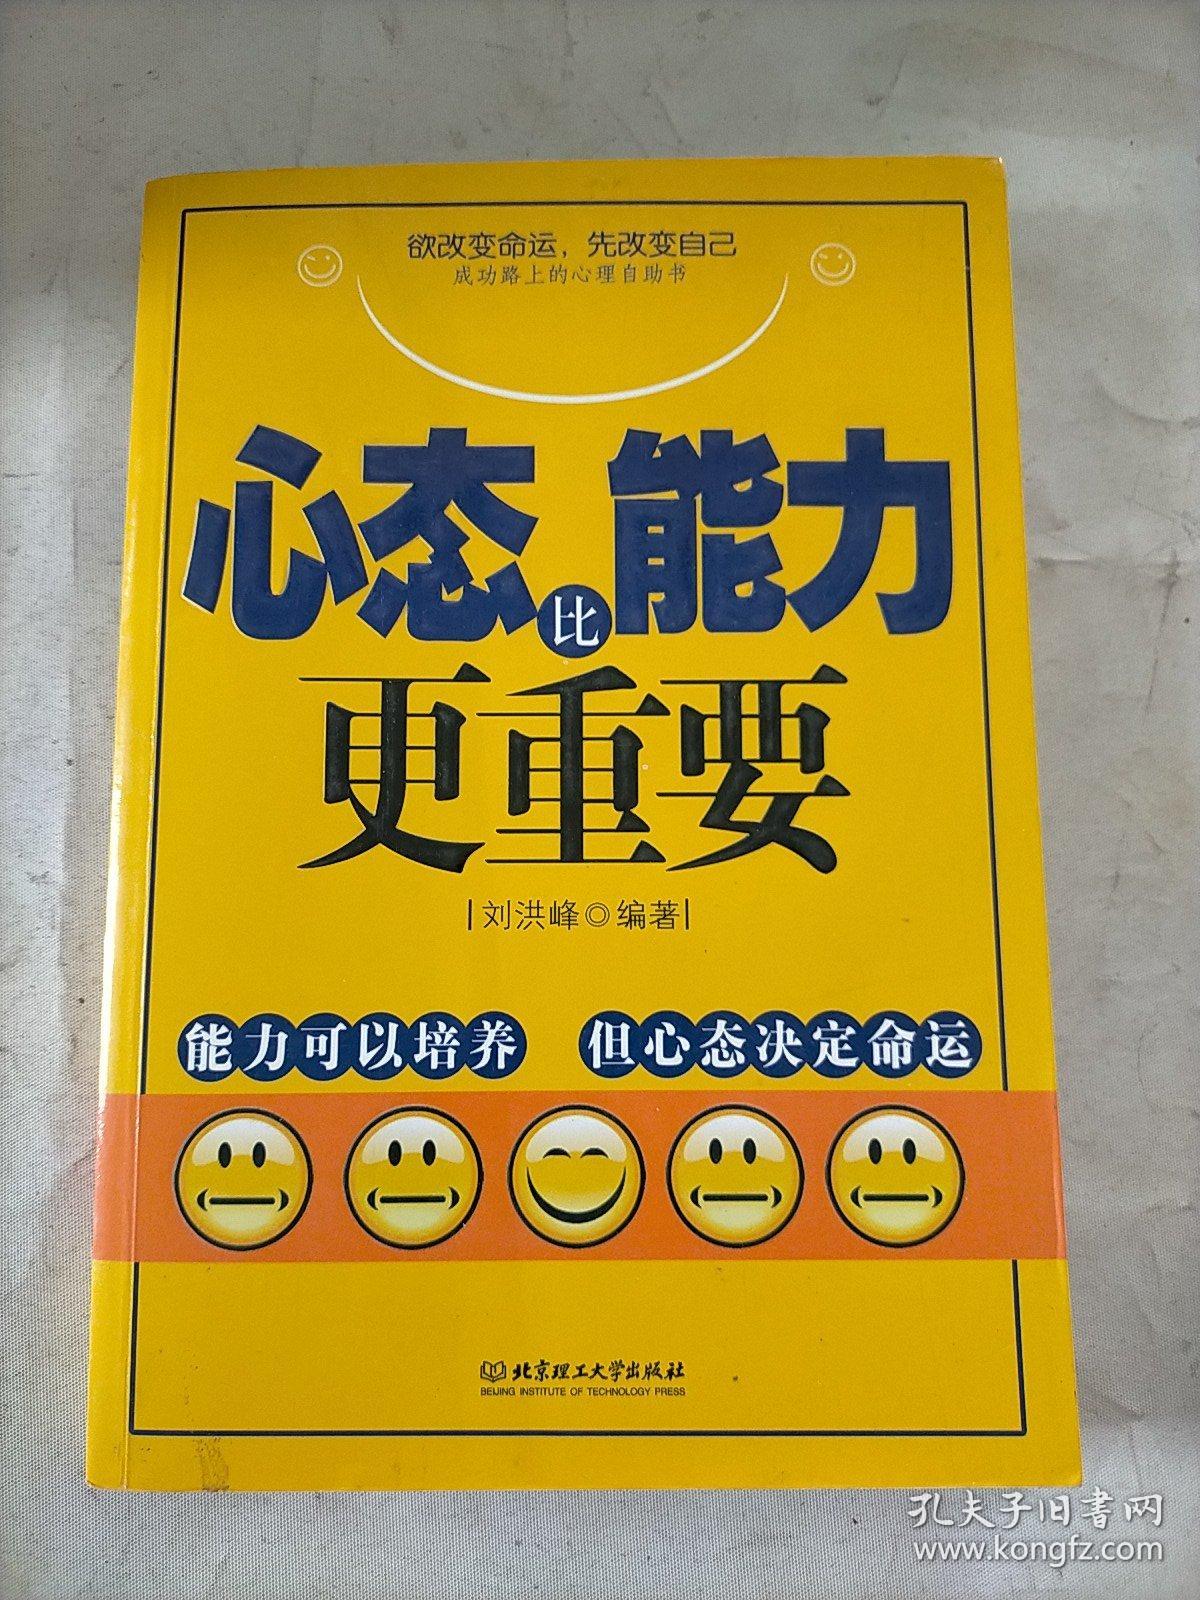 欲改变命运，先改变自己
成功路上的心理自助书
心态比能力
更重要
刘洪峰◎编著
能力可以培养 但心态决定命运
北京理工大学出版社
BEIJING INSTITUTE OF TECHNOLOGY PRESS
孔夫子旧书网
www.kongfz.com